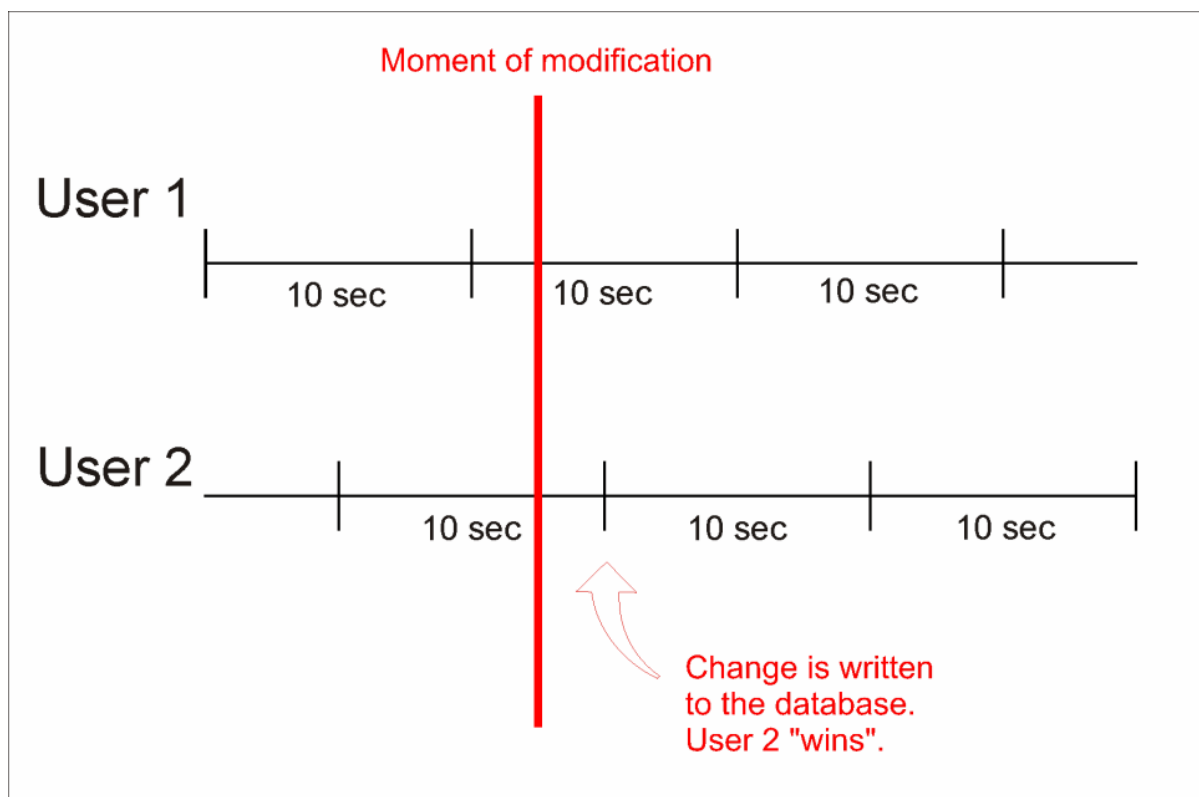 Moment of modification
User 1
10 sec 10 sec 10 sec
User 2
10 sec 10 sec 10 sec
Change is written
to the database.
User 2 "wins".